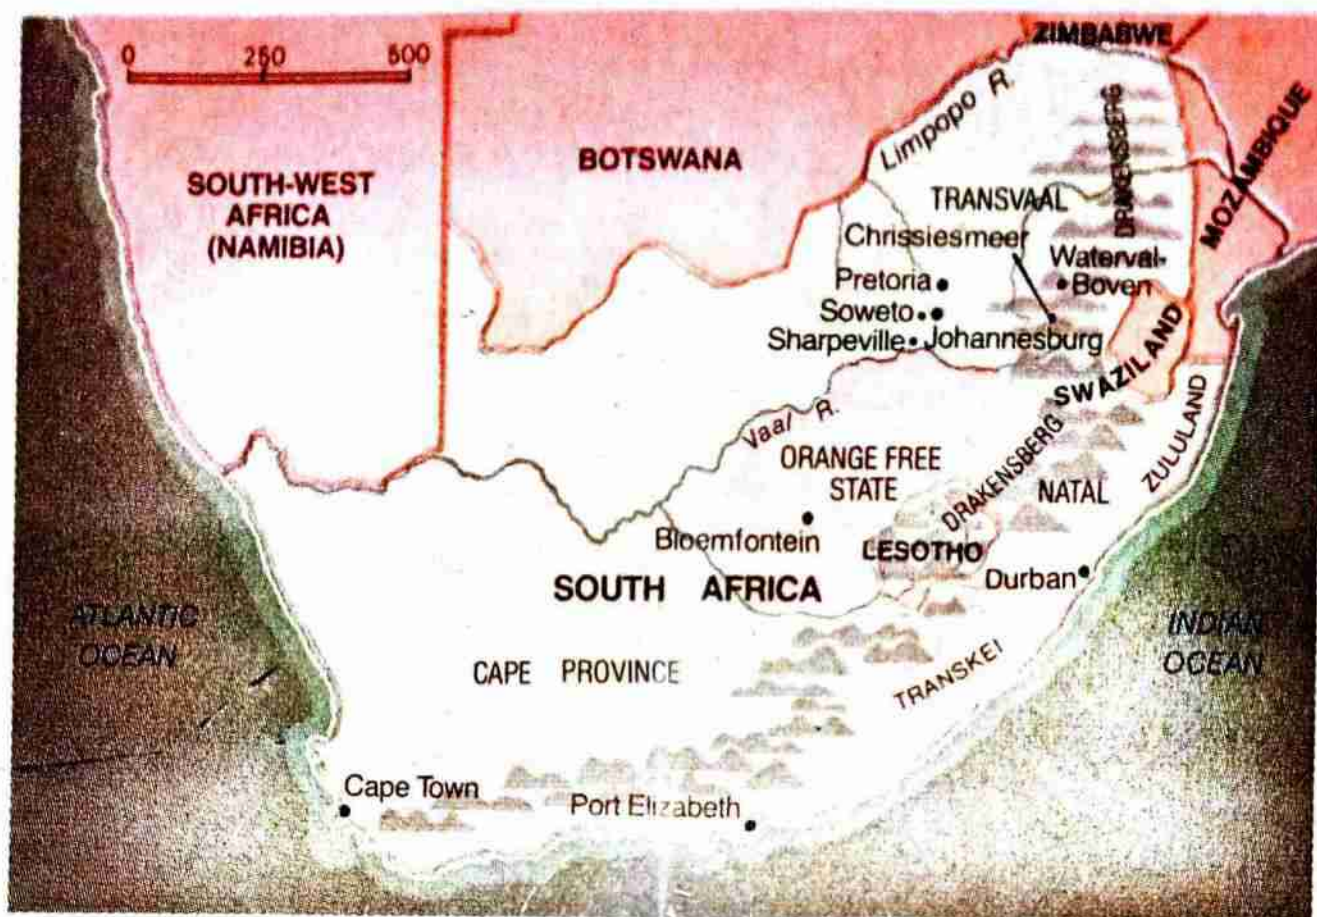 0 250 500
ZIMBABWE
SOUTH-WEST
AFRICA
(NAMIBIA)
BOTSWANA
Limpopo R.
DRAKENSBERG
MOZAMBIQUE
TRANSVAAL
Chrissiesmeer
Waterval-
Boven
Pretoria
Soweto
Johannesburg
Sharpeville
SWAZILAND
ZULULAND
Vaal R.
ORANGE FREE
STATE
DRAKENSBERG
NATAL
Bloemfontein
LESOTHO
Durban
SOUTH AFRICA
ATLANTIC
OCEAN
INDIAN
OCEAN
CAPE PROVINCE
TRANSKEI
Cape Town
Port Elizabeth